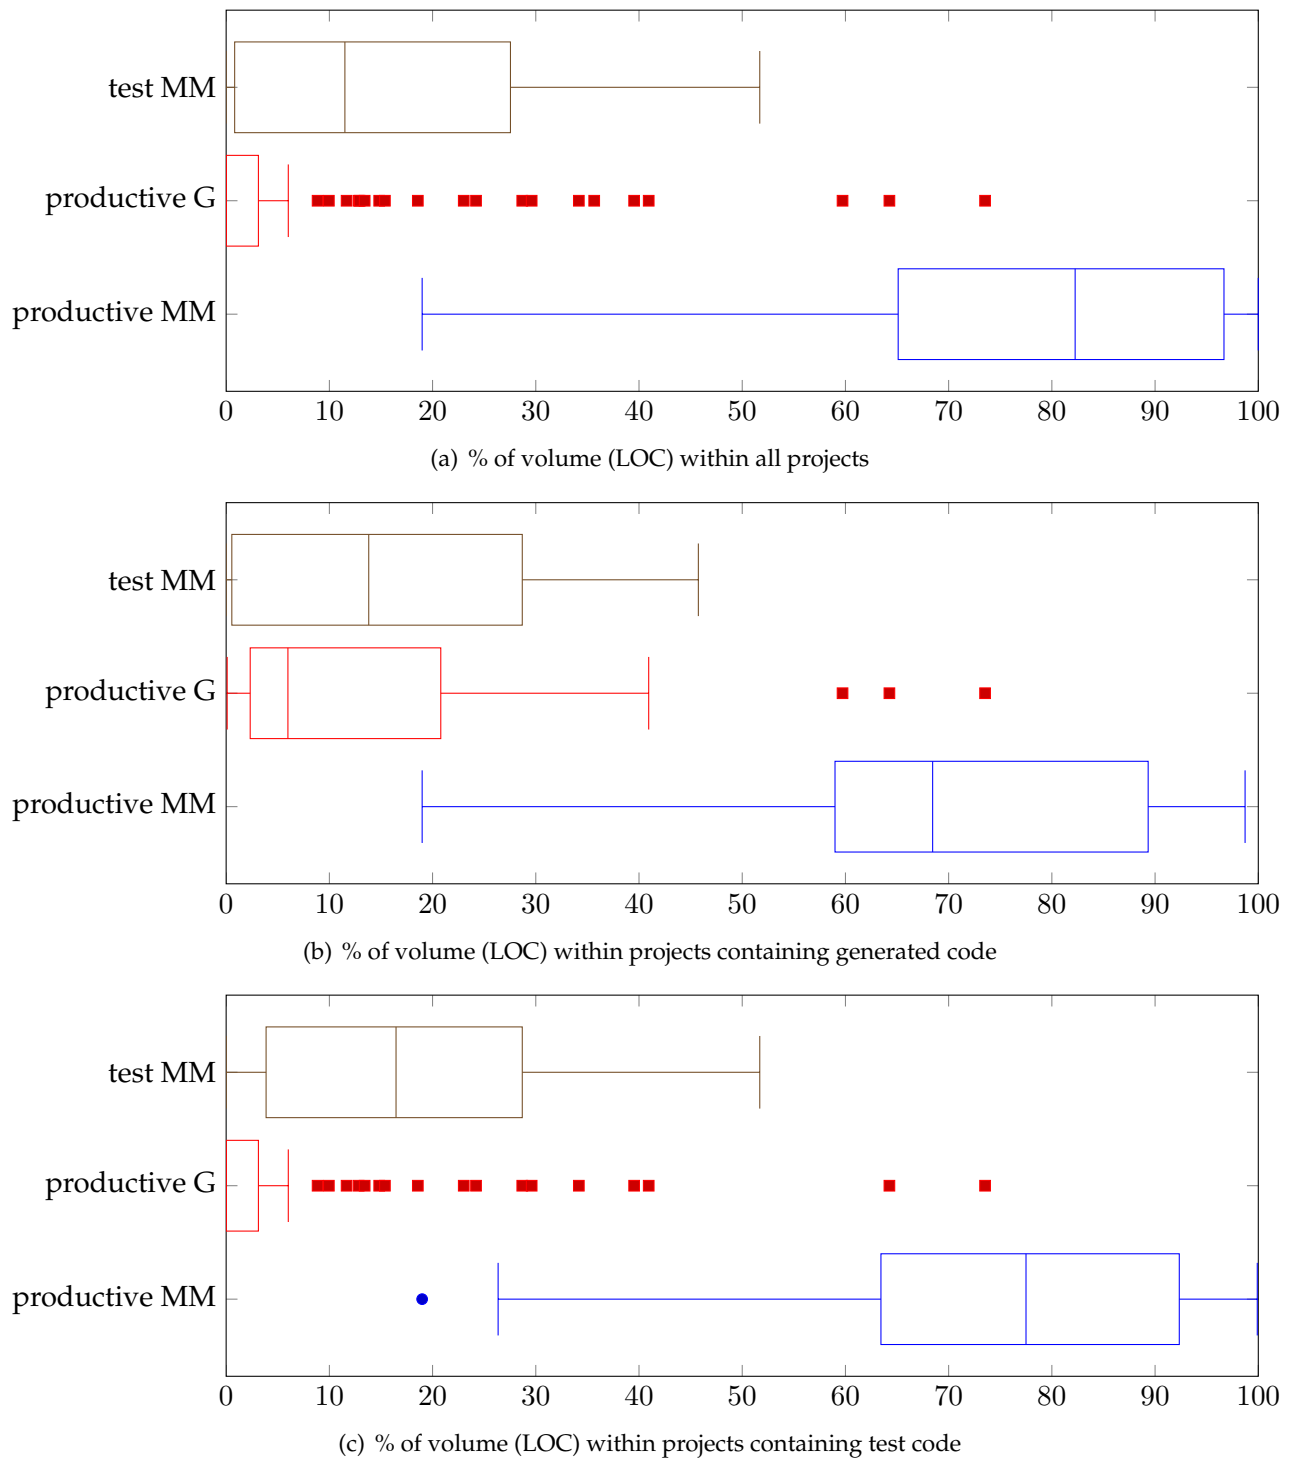 test MM
productive G
productive MM
0 10 20 30 40 50 60 70 80 90 100
(a) % of volume (LOC) within all projects
test MM
productive G
productive MM
0 10 20 30 40 50 60 70 80 90 100
(b) % of volume (LOC) within projects containing generated code
test MM
productive G
productive MM
0 10 20 30 40 50 60 70 80 90 100
(c) % of volume (LOC) within projects containing test code